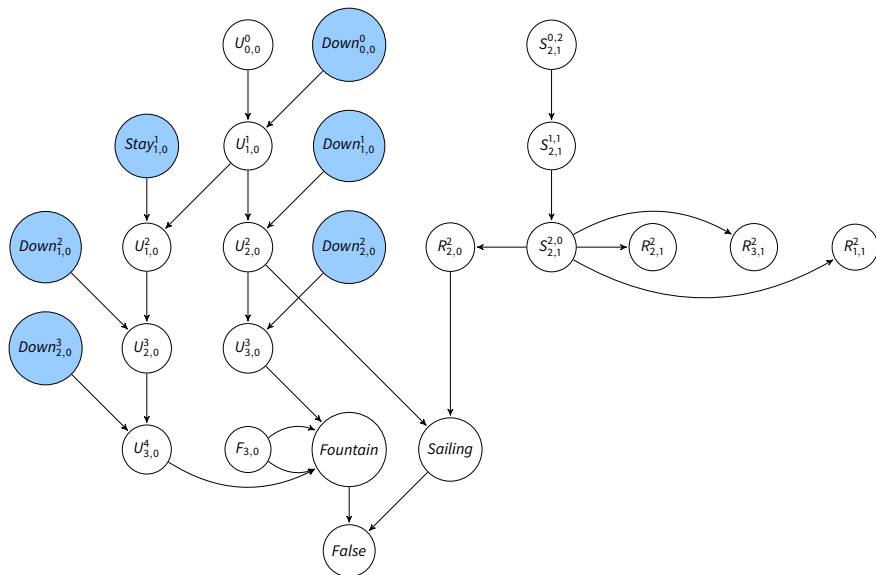 U^0_{0,0} Down^0_{0,0} S^{0,2}_{2,1}
Stay^1_{1,0} U^1_{1,0} Down^1_{1,0} S^{1,1}_{2,1}
Down^2_{1,0} U^2_{1,0} U^2_{2,0} Down^2_{2,0} R^2_{2,0} S^{2,0}_{2,1} R^2_{2,1} R^2_{3,1} R^2_{1,1}
Down^3_{2,0} U^3_{2,0} U^3_{3,0}
U^4_{3,0} F_{3,0} Fountain Sailing
False